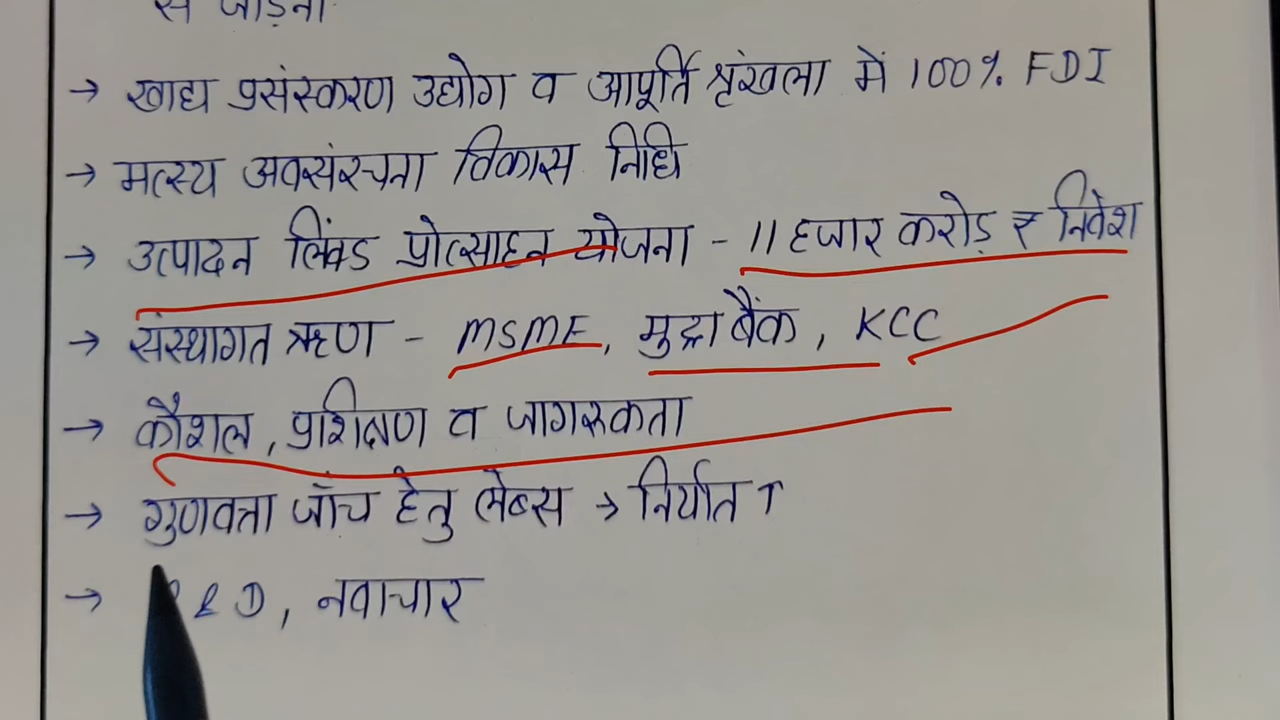 से जोड़ना
→ खाद्य प्रसंस्करण उद्योग व आपूर्ति श्रृंखला में 100% FDI
→ मत्स्य अवसंरचना विकास निधि
→ उत्पादन लिंक्ड प्रोत्साहन योजना - 11 हजार करोड़ ₹ निवेश
→ संस्थागत ऋण - MSME, मुद्रा बैंक, KCC
→ कौशल, प्रशिक्षण व जागरुकता
→ गुणवत्ता जाँच हेतु लेब्स → निर्यात ↑
→ R & D, नवाचार